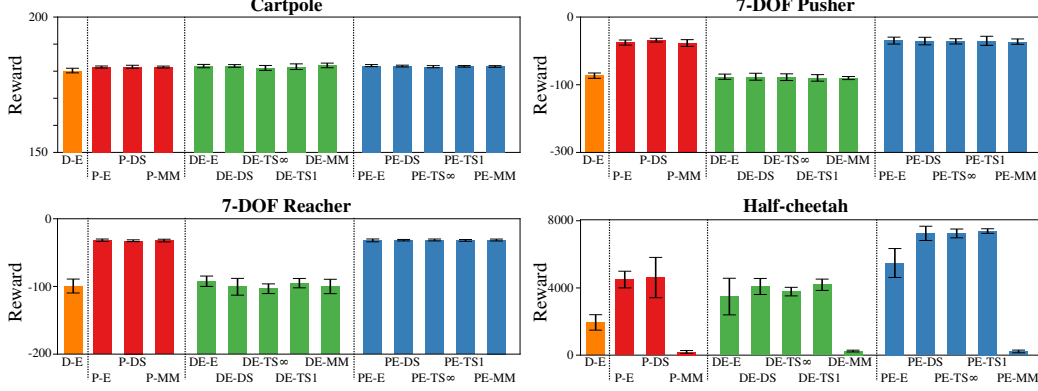 Cartpole
Reward
200
150
D-E P-DS DE-E DE-TS∞ DE-MM PE-DS PE-TS1
P-E P-MM DE-DS DE-TS1 PE-E PE-TS∞ PE-MM
7-DOF Pusher
Reward
0
-100
-300
D-E P-DS DE-E DE-TS∞ DE-MM PE-DS PE-TS1
P-E P-MM DE-DS DE-TS1 PE-E PE-TS∞ PE-MM
7-DOF Reacher
Reward
0
-100
-200
D-E P-DS DE-E DE-TS∞ DE-MM PE-DS PE-TS1
P-E P-MM DE-DS DE-TS1 PE-E PE-TS∞ PE-MM
Half-cheetah
Reward
8000
4000
0
D-E P-DS DE-E DE-TS∞ DE-MM PE-DS PE-TS1
P-E P-MM DE-DS DE-TS1 PE-E PE-TS∞ PE-MM